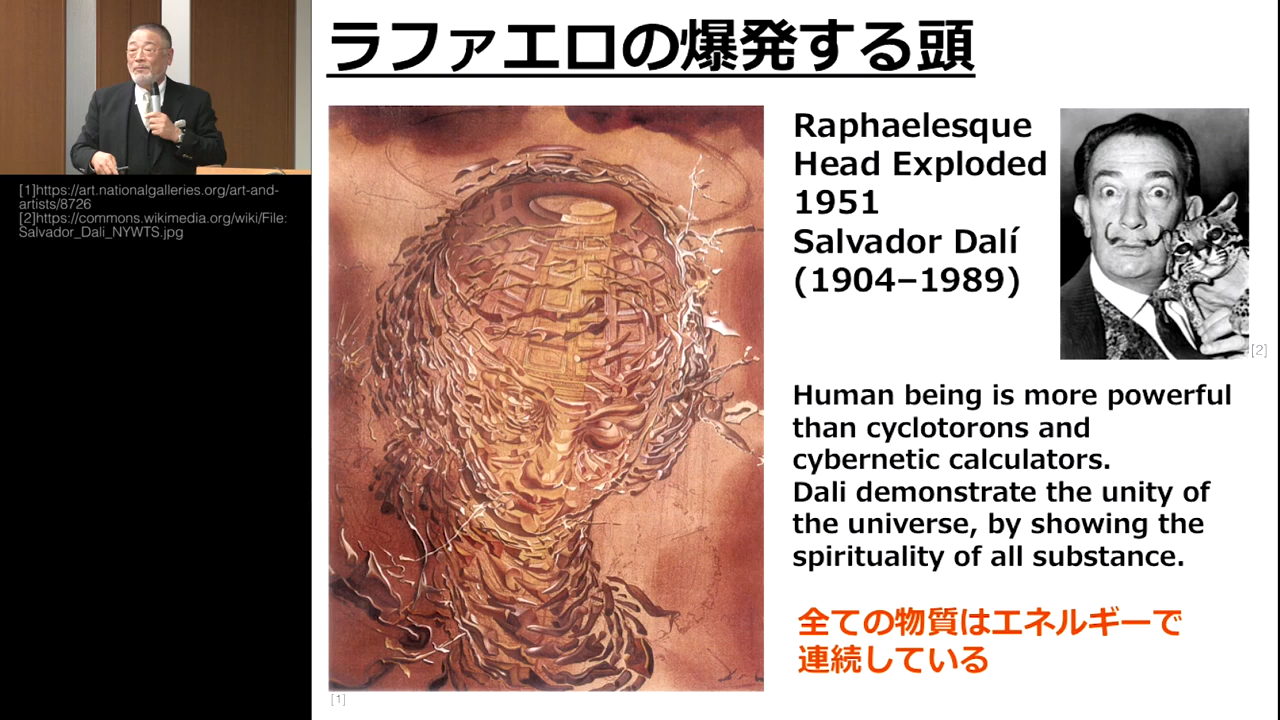 ラファエロの爆発する頭
[1]https://art.nationalgalleries.org/art-and-
artists/8726
[2]https://commons.wikimedia.org/wiki/File:
Salvador_Dali_NYWTS.jpg
Raphaelesque
Head Exploded
1951
Salvador Dalí
(1904–1989)
[2]
Human being is more powerful
than cyclotorons and
cybernetic calculators.
Dali demonstrate the unity of
the universe, by showing the
spirituality of all substance.
全ての物質はエネルギーで
連続している
[1]